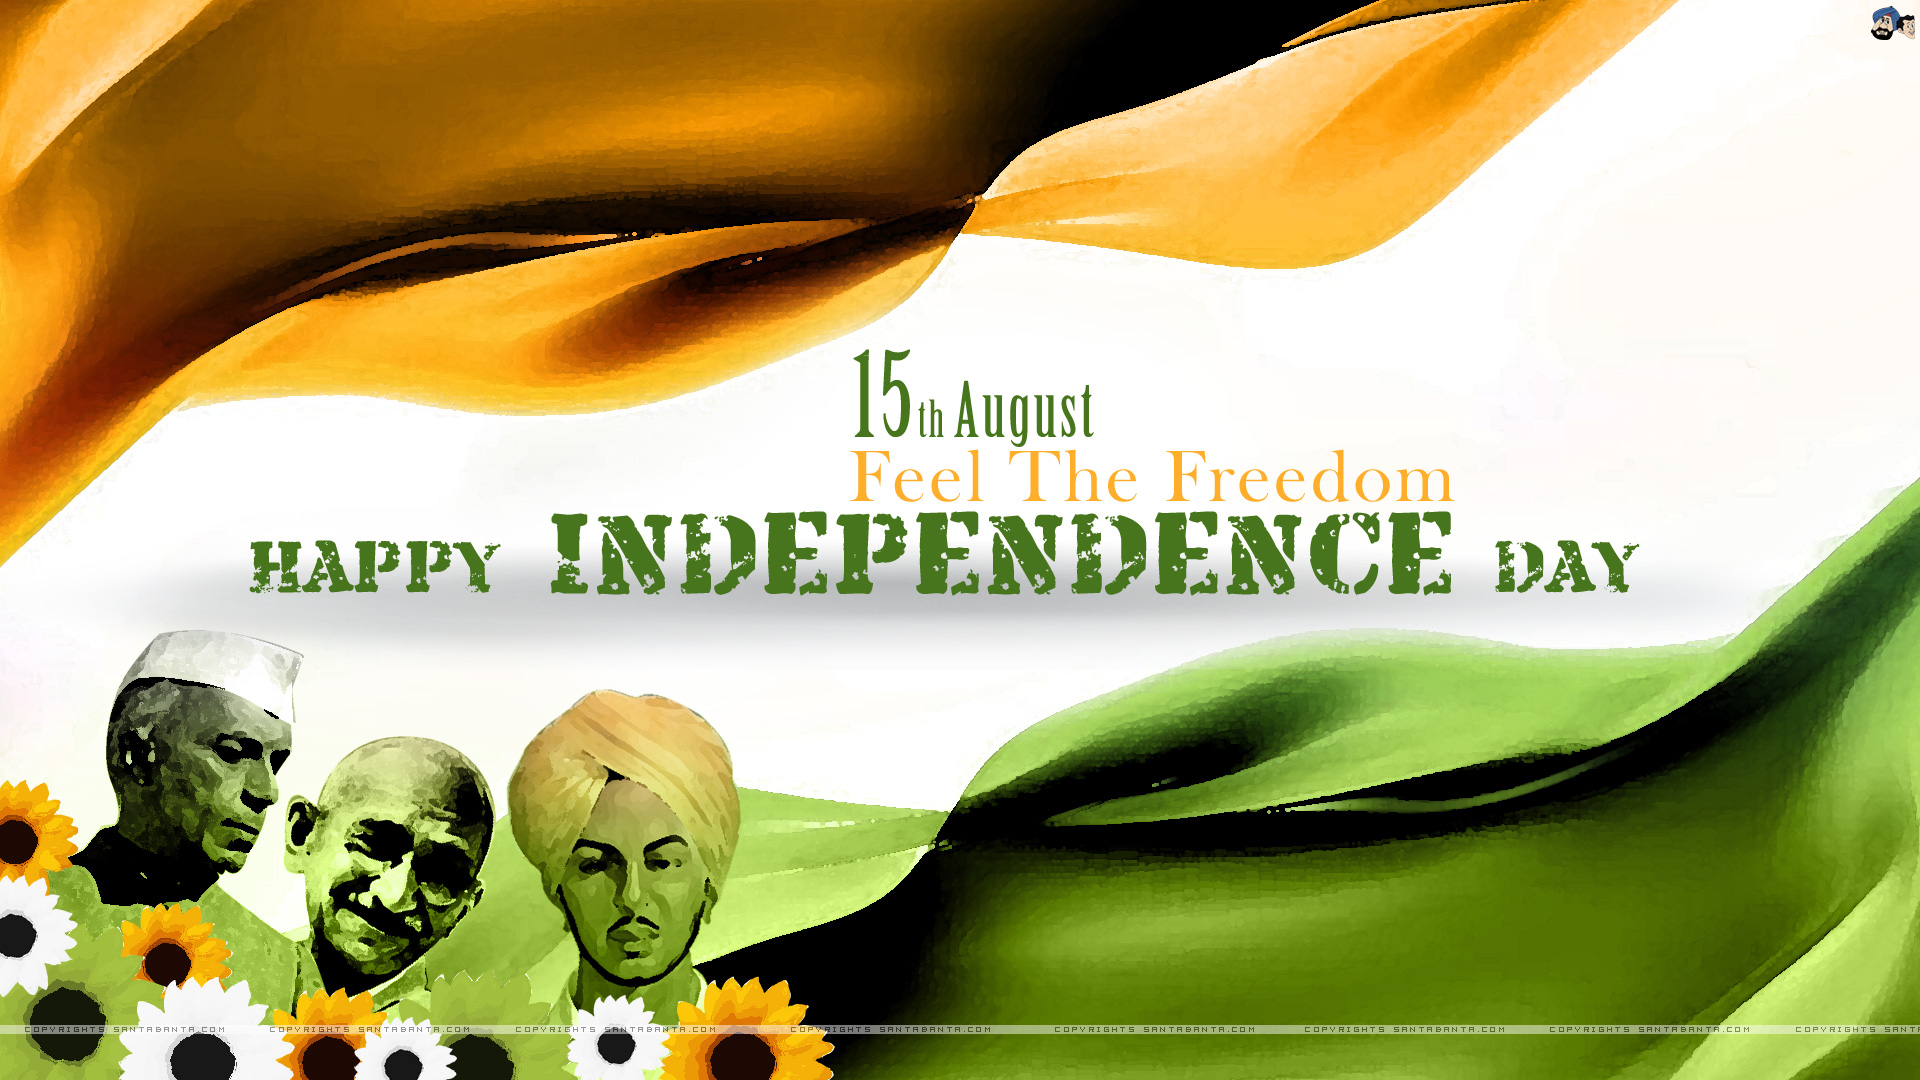 15th August
Feel The Freedom
HAPPY INDEPENDENCE DAY
COPYRIGHTS SANTABANTA.COM COPYRIGHTS SANTABANTA.COM COPYRIGHTS SANTABANTA.COM COPYRIGHTS SANTABANTA.COM COPYRIGHTS SANTABANTA.COM COPYRIGHTS SANTABANTA.COM COPYRIGHTS SANTABANTA.COM COPYRIGHTS SANTA